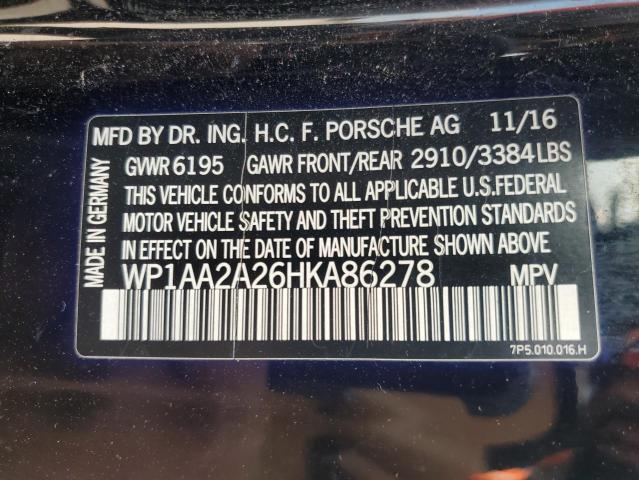 MFD BY DR. ING. H.C. F. PORSCHE AG 11/16
GVWR 6195 GAWR FRONT/REAR 2910/3384 LBS
THIS VEHICLE CONFORMS TO ALL APPLICABLE U.S.FEDERAL
MOTOR VEHICLE SAFETY AND THEFT PREVENTION STANDARDS
IN EFFECT ON THE DATE OF MANUFACTURE SHOWN ABOVE
WP1AA2A26HKA86278 MPV
MADE IN GERMANY
7P5.010.016.H